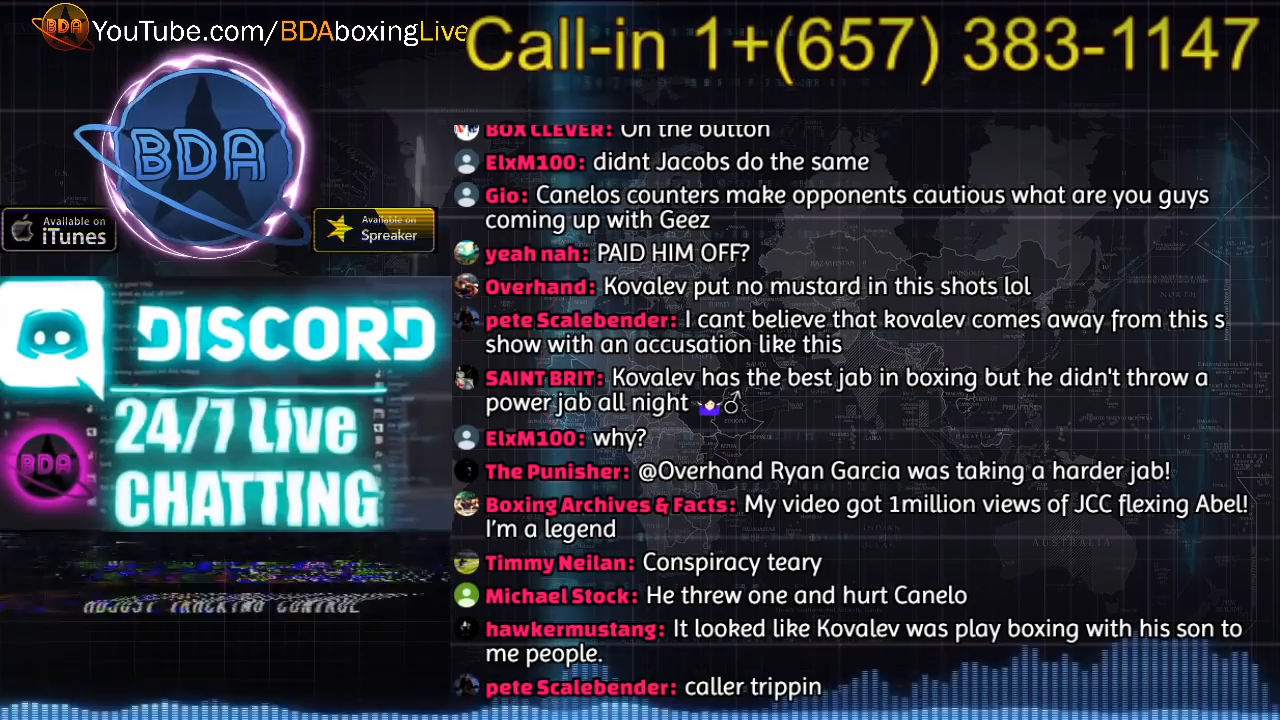 BDA YouTube.com/BDAboxingLive
Call-in 1+(657) 383-1147
BDA
Available on
iTunes
Available on
Spreaker
DISCORD
24/7 Live
CHATTING
BDA
ADJUST TRACKING CONTROL
BOX CLEVER: On the button
ElxM100: didnt Jacobs do the same
Gio: Canelos counters make opponents cautious what are you guys
coming up with Geez
yeah nah: PAID HIM OFF?
Overhand: Kovalev put no mustard in this shots lol
pete Scalebender: I cant believe that kovalev comes away from this s
show with an accusation like this
SAINT BRIT: Kovalev has the best jab in boxing but he didn't throw a
power jab all night 🤷🏻♂
ElxM100: why?
The Punisher: @Overhand Ryan Garcia was taking a harder jab!
Boxing Archives & Facts: My video got 1million views of JCC flexing Abel!
I'm a legend
Timmy Neilan: Conspiracy teary
Michael Stock: He threw one and hurt Canelo
hawkermustang: It looked like Kovalev was play boxing with his son to
me people.
pete Scalebender: caller trippin